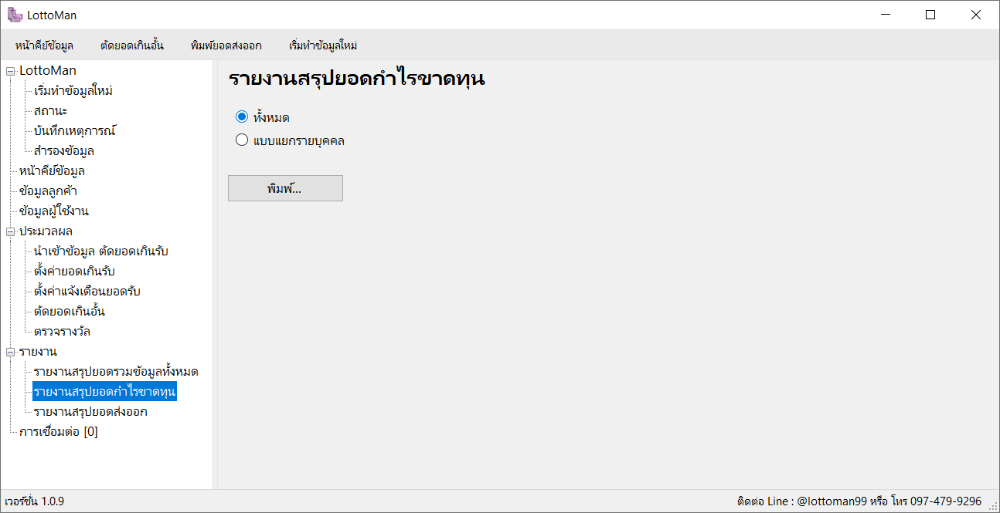 LottoMan
หน้าคีย์ข้อมูล ตัดยอดเกินอั้น พิมพ์ยอดส่งออก เริ่มทำข้อมูลใหม่
LottoMan
เริ่มทำข้อมูลใหม่
สถานะ
บันทึกเหตุการณ์
สำรองข้อมูล
หน้าคีย์ข้อมูล
ข้อมูลลูกค้า
ข้อมูลผู้ใช้งาน
ประมวลผล
นำเข้าข้อมูล ตัดยอดเกินรับ
ตั้งค่ายอดเกินรับ
ตั้งค่าแจ้งเตือนยอดรับ
ตัดยอดเกินอั้น
ตรวจรางวัล
รายงาน
รายงานสรุปยอดรวมข้อมูลทั้งหมด
รายงานสรุปยอดกำไรขาดทุน
รายงานสรุปยอดส่งออก
การเชื่อมต่อ [0]
รายงานสรุปยอดกำไรขาดทุน
ทั้งหมด
แบบแยกรายบุคคล
พิมพ์...
เวอร์ชั่น 1.0.9
ติดต่อ Line : @lottoman99 หรือ โทร 097-479-9296